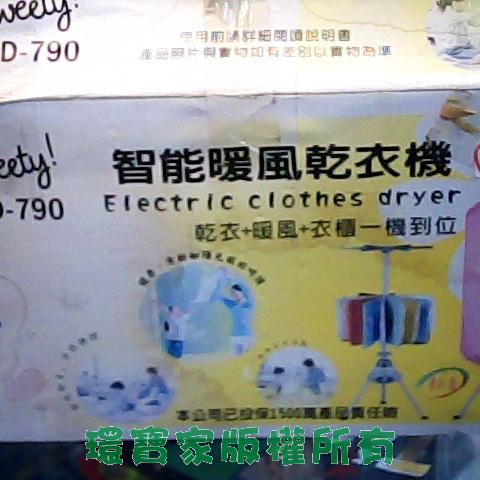 weety!
D-790
使用前請詳細閱讀說明書
產品照片與實物如有差別以實物為準
eety!
D-790
智能暖風乾衣機
Electric clothes dryer
乾衣+暖風+衣櫃一機到位
本公司已投保1500萬產品責任險
環寶家版權所有